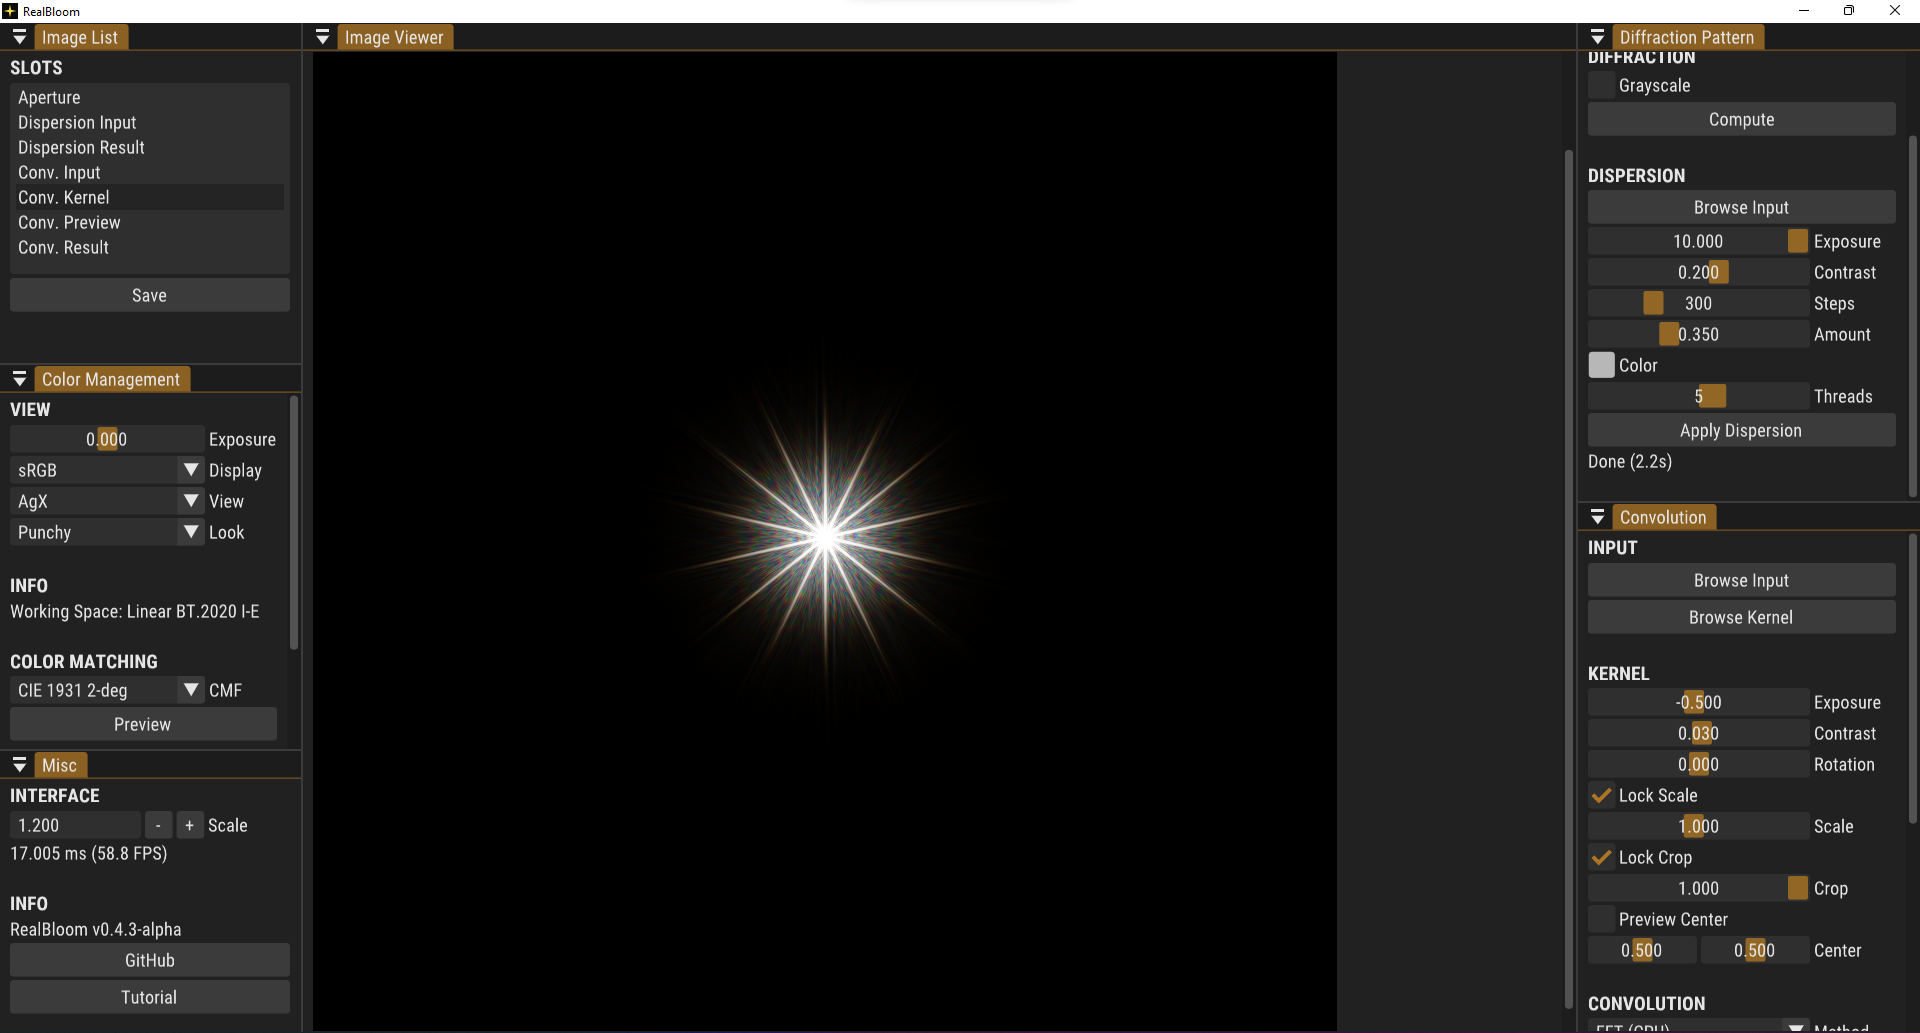 RealBloom
Image List
SLOTS
Aperture
Dispersion Input
Dispersion Result
Conv. Input
Conv. Kernel
Conv. Preview
Conv. Result
Save
Color Management
VIEW
0.000 Exposure
sRGB Display
AgX View
Punchy Look
INFO
Working Space: Linear BT.2020 I-E
COLOR MATCHING
CIE 1931 2-deg CMF
Preview
Misc
INTERFACE
1.200 - + Scale
17.005 ms (58.8 FPS)
INFO
RealBloom v0.4.3-alpha
GitHub
Tutorial
Image Viewer
Diffraction Pattern
DIFFRACTION
Grayscale
Compute
DISPERSION
Browse Input
10.000 Exposure
0.200 Contrast
300 Steps
0.350 Amount
Color
5 Threads
Apply Dispersion
Done (2.2s)
Convolution
INPUT
Browse Input
Browse Kernel
KERNEL
-0.500 Exposure
0.030 Contrast
0.000 Rotation
Lock Scale
1.000 Scale
Lock Crop
1.000 Crop
Preview Center
0.500 0.500 Center
CONVOLUTION
FFT (CPU) Method